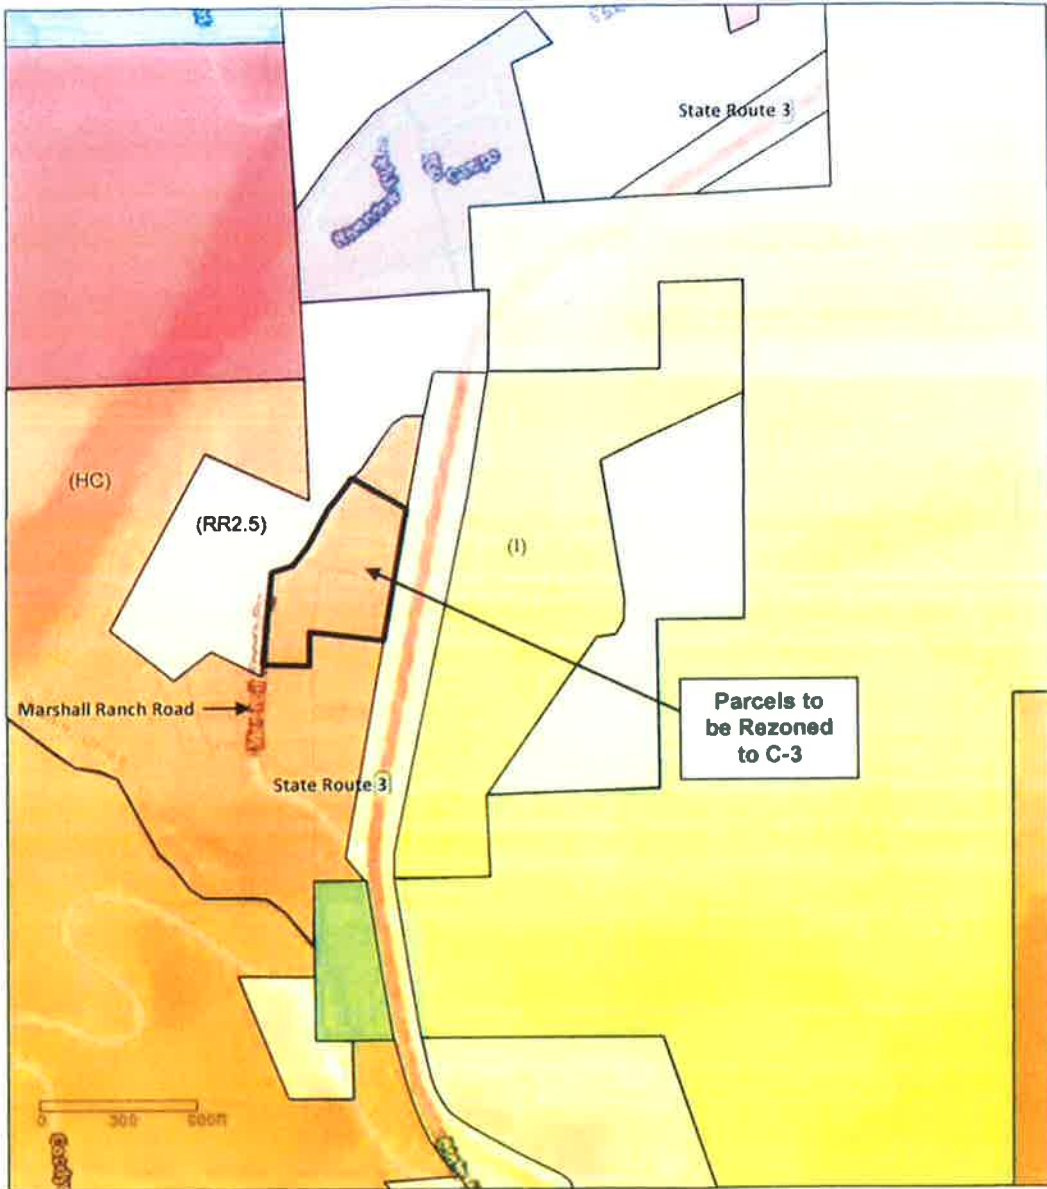 State Route 3
(HC)
(RR2.5)
(I)
Marshall Ranch Road
Parcels to
be Rezoned
to C-3
State Route 3
0 300 600ft